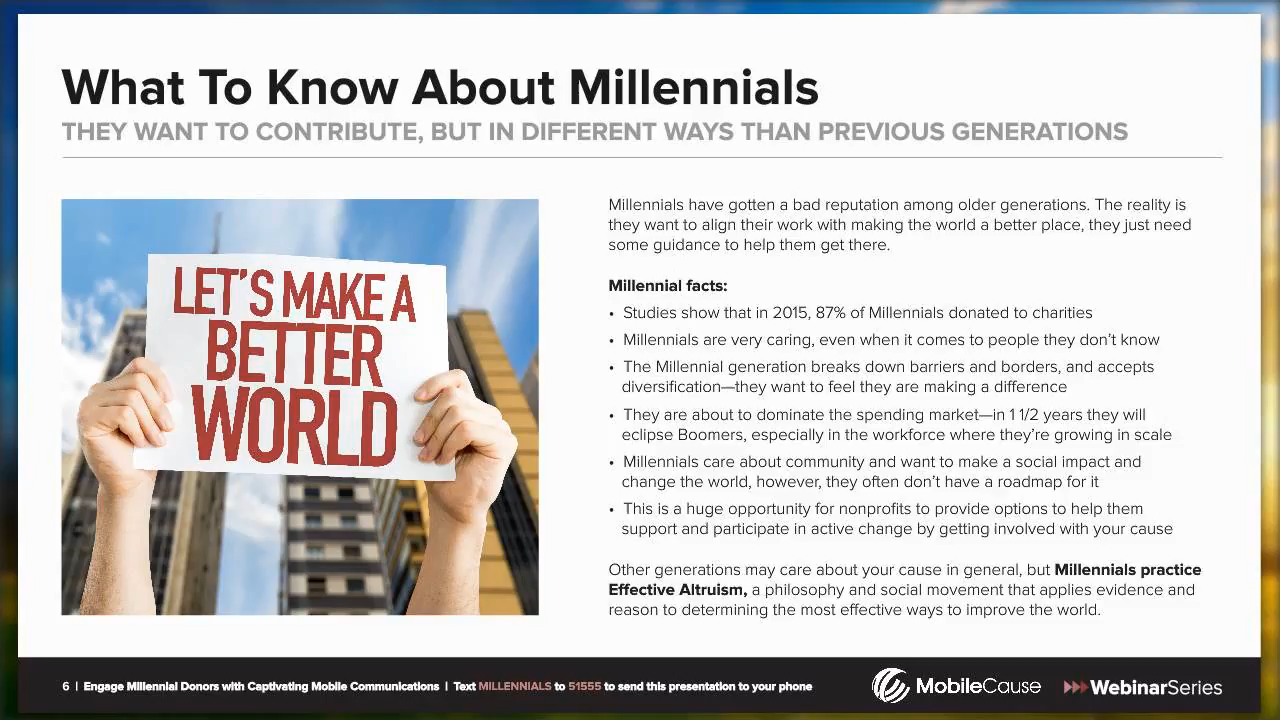 What To Know About Millennials
THEY WANT TO CONTRIBUTE, BUT IN DIFFERENT WAYS THAN PREVIOUS GENERATIONS
LET'S MAKE A
BETTER
WORLD
Millennials have gotten a bad reputation among older generations. The reality is
they want to align their work with making the world a better place, they just need
some guidance to help them get there.
Millennial facts:
• Studies show that in 2015, 87% of Millennials donated to charities
• Millennials are very caring, even when it comes to people they don't know
• The Millennial generation breaks down barriers and borders, and accepts
diversification—they want to feel they are making a difference
• They are about to dominate the spending market—in 1 1/2 years they will
eclipse Boomers, especially in the workforce where they're growing in scale
• Millennials care about community and want to make a social impact and
change the world, however, they often don't have a roadmap for it
• This is a huge opportunity for nonprofits to provide options to help them
support and participate in active change by getting involved with your cause
Other generations may care about your cause in general, but Millennials practice
Effective Altruism, a philosophy and social movement that applies evidence and
reason to determining the most effective ways to improve the world.
6 | Engage Millennial Donors with Captivating Mobile Communications | Text MILLENNIALS to 51555 to send this presentation to your phone
MobileCause
WebinarSeries